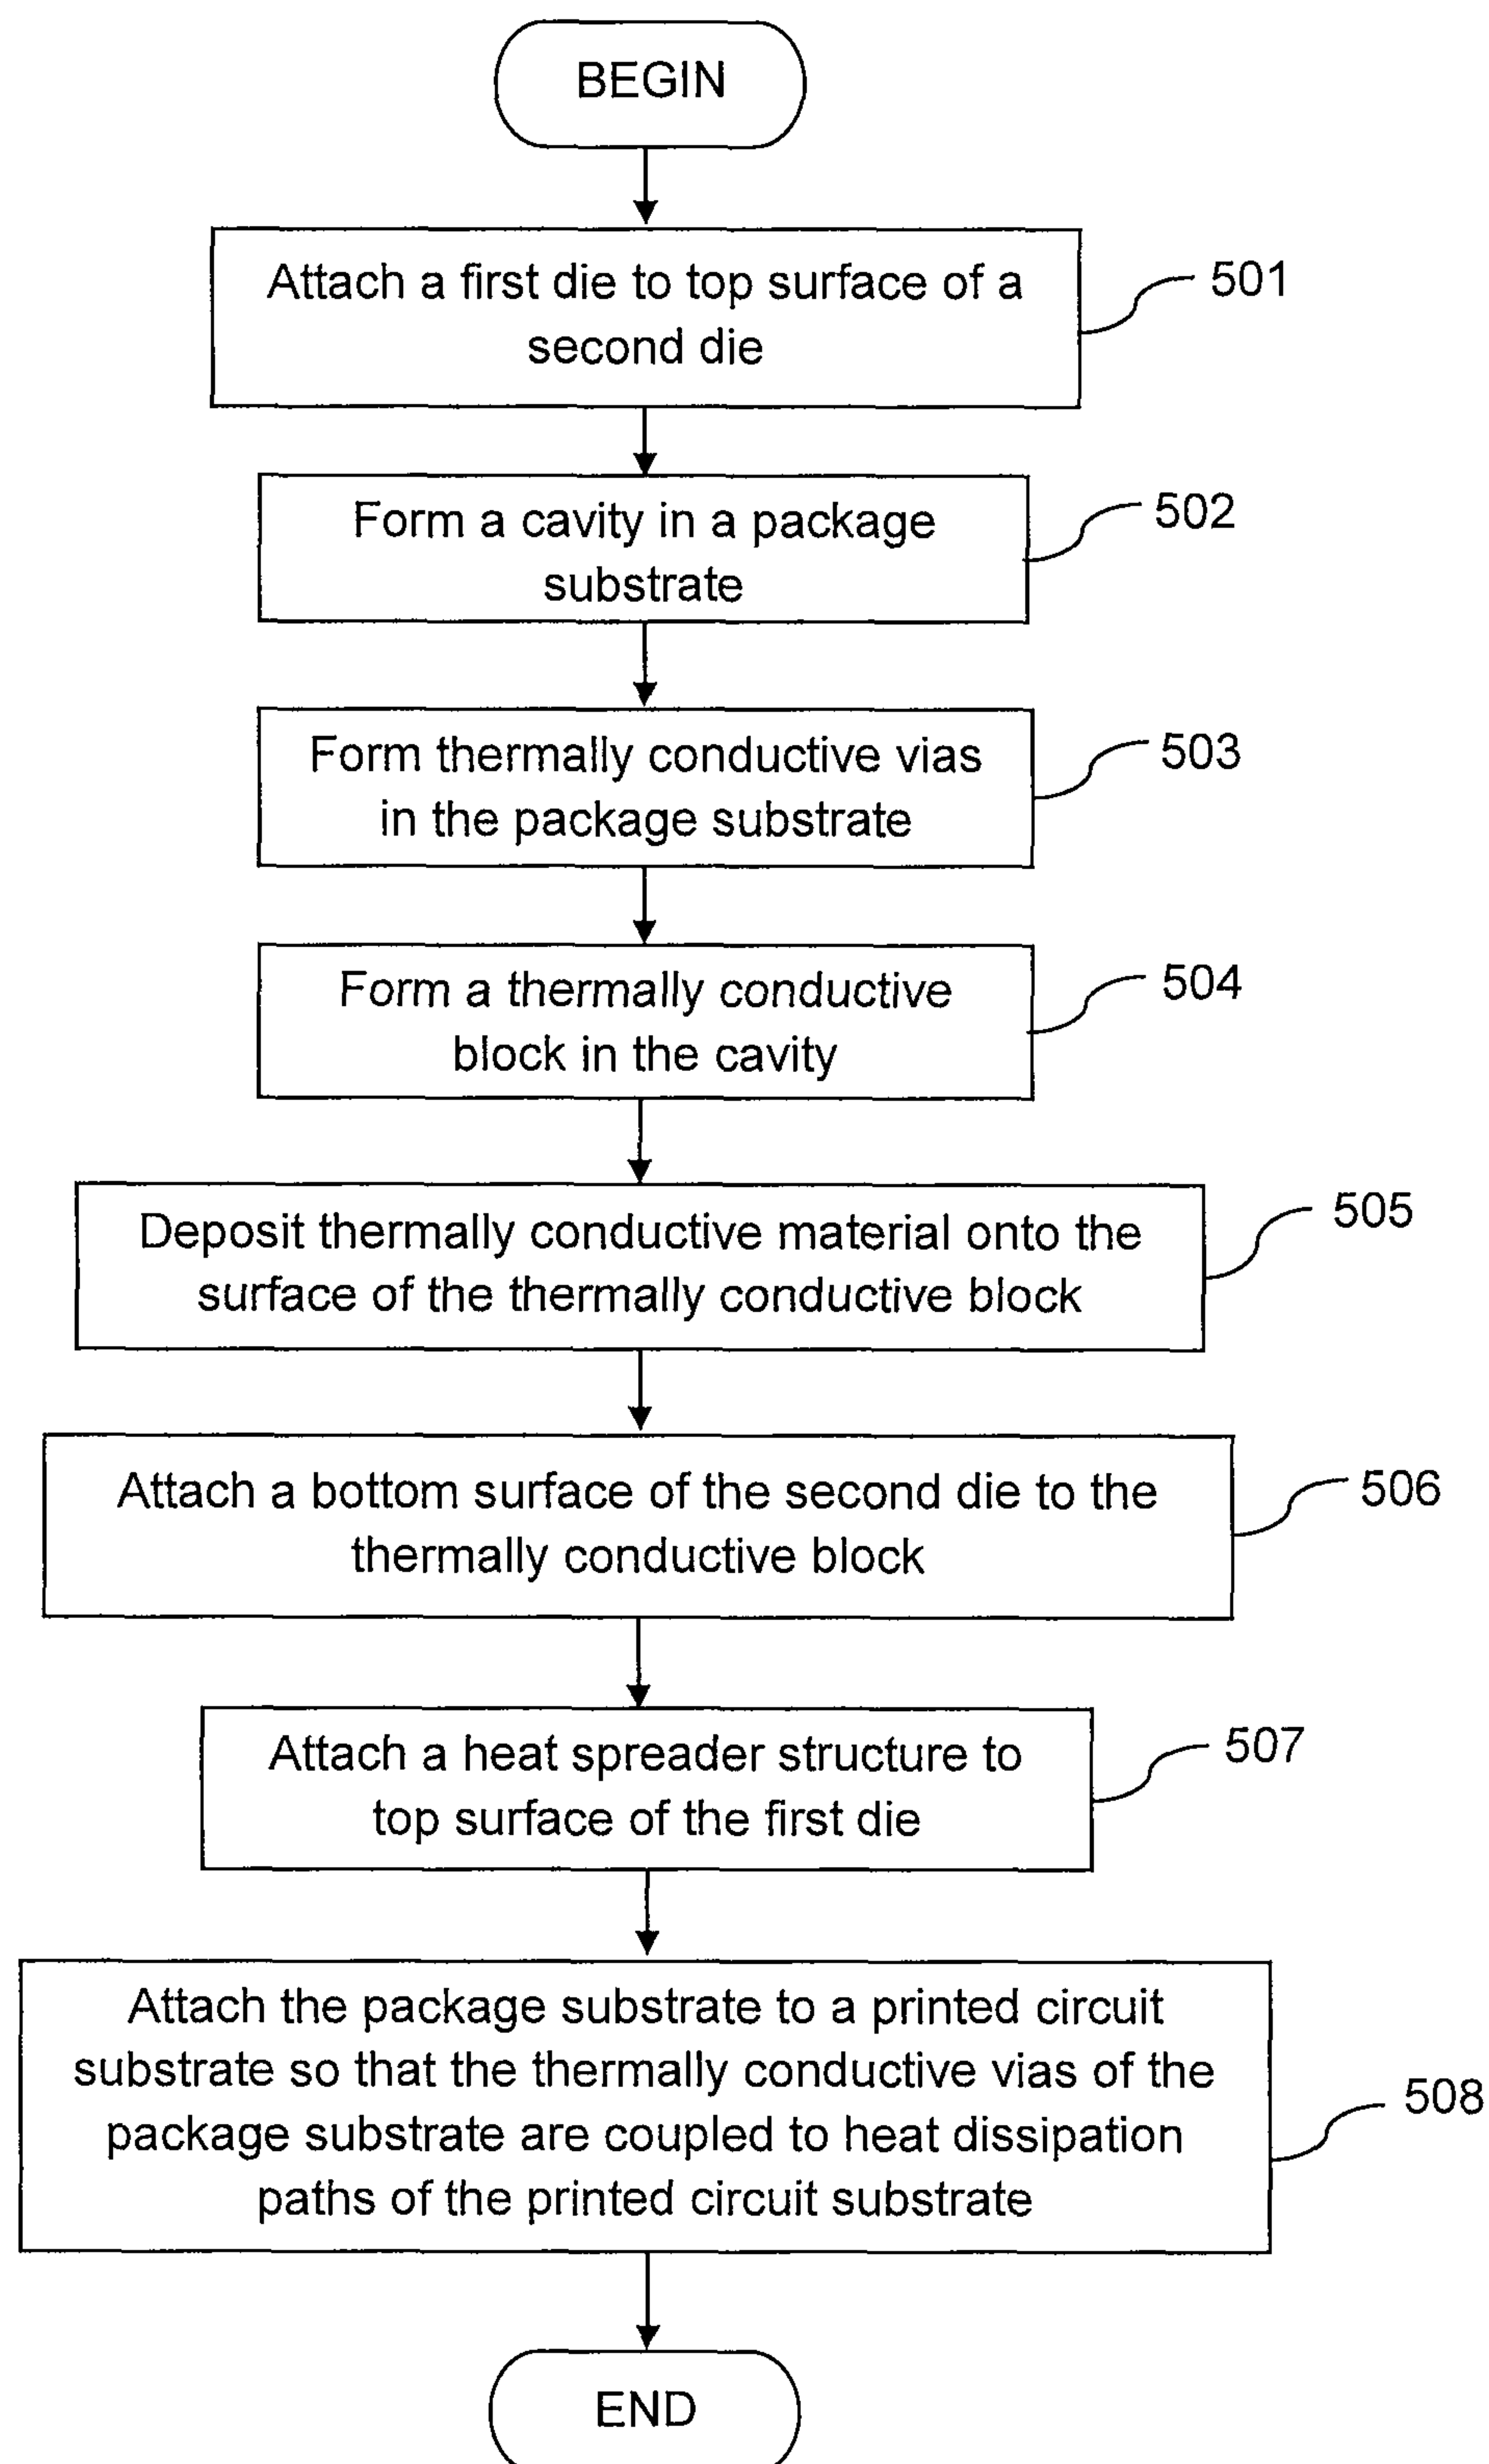 BEGIN
Attach a first die to top surface of a
second die
501
Form a cavity in a package
substrate
502
Form thermally conductive vias
in the package substrate
503
Form a thermally conductive
block in the cavity
504
Deposit thermally conductive material onto the
surface of the thermally conductive block
505
Attach a bottom surface of the second die to the
thermally conductive block
506
Attach a heat spreader structure to
top surface of the first die
507
Attach the package substrate to a printed circuit
substrate so that the thermally conductive vias of the
package substrate are coupled to heat dissipation
paths of the printed circuit substrate
508
END